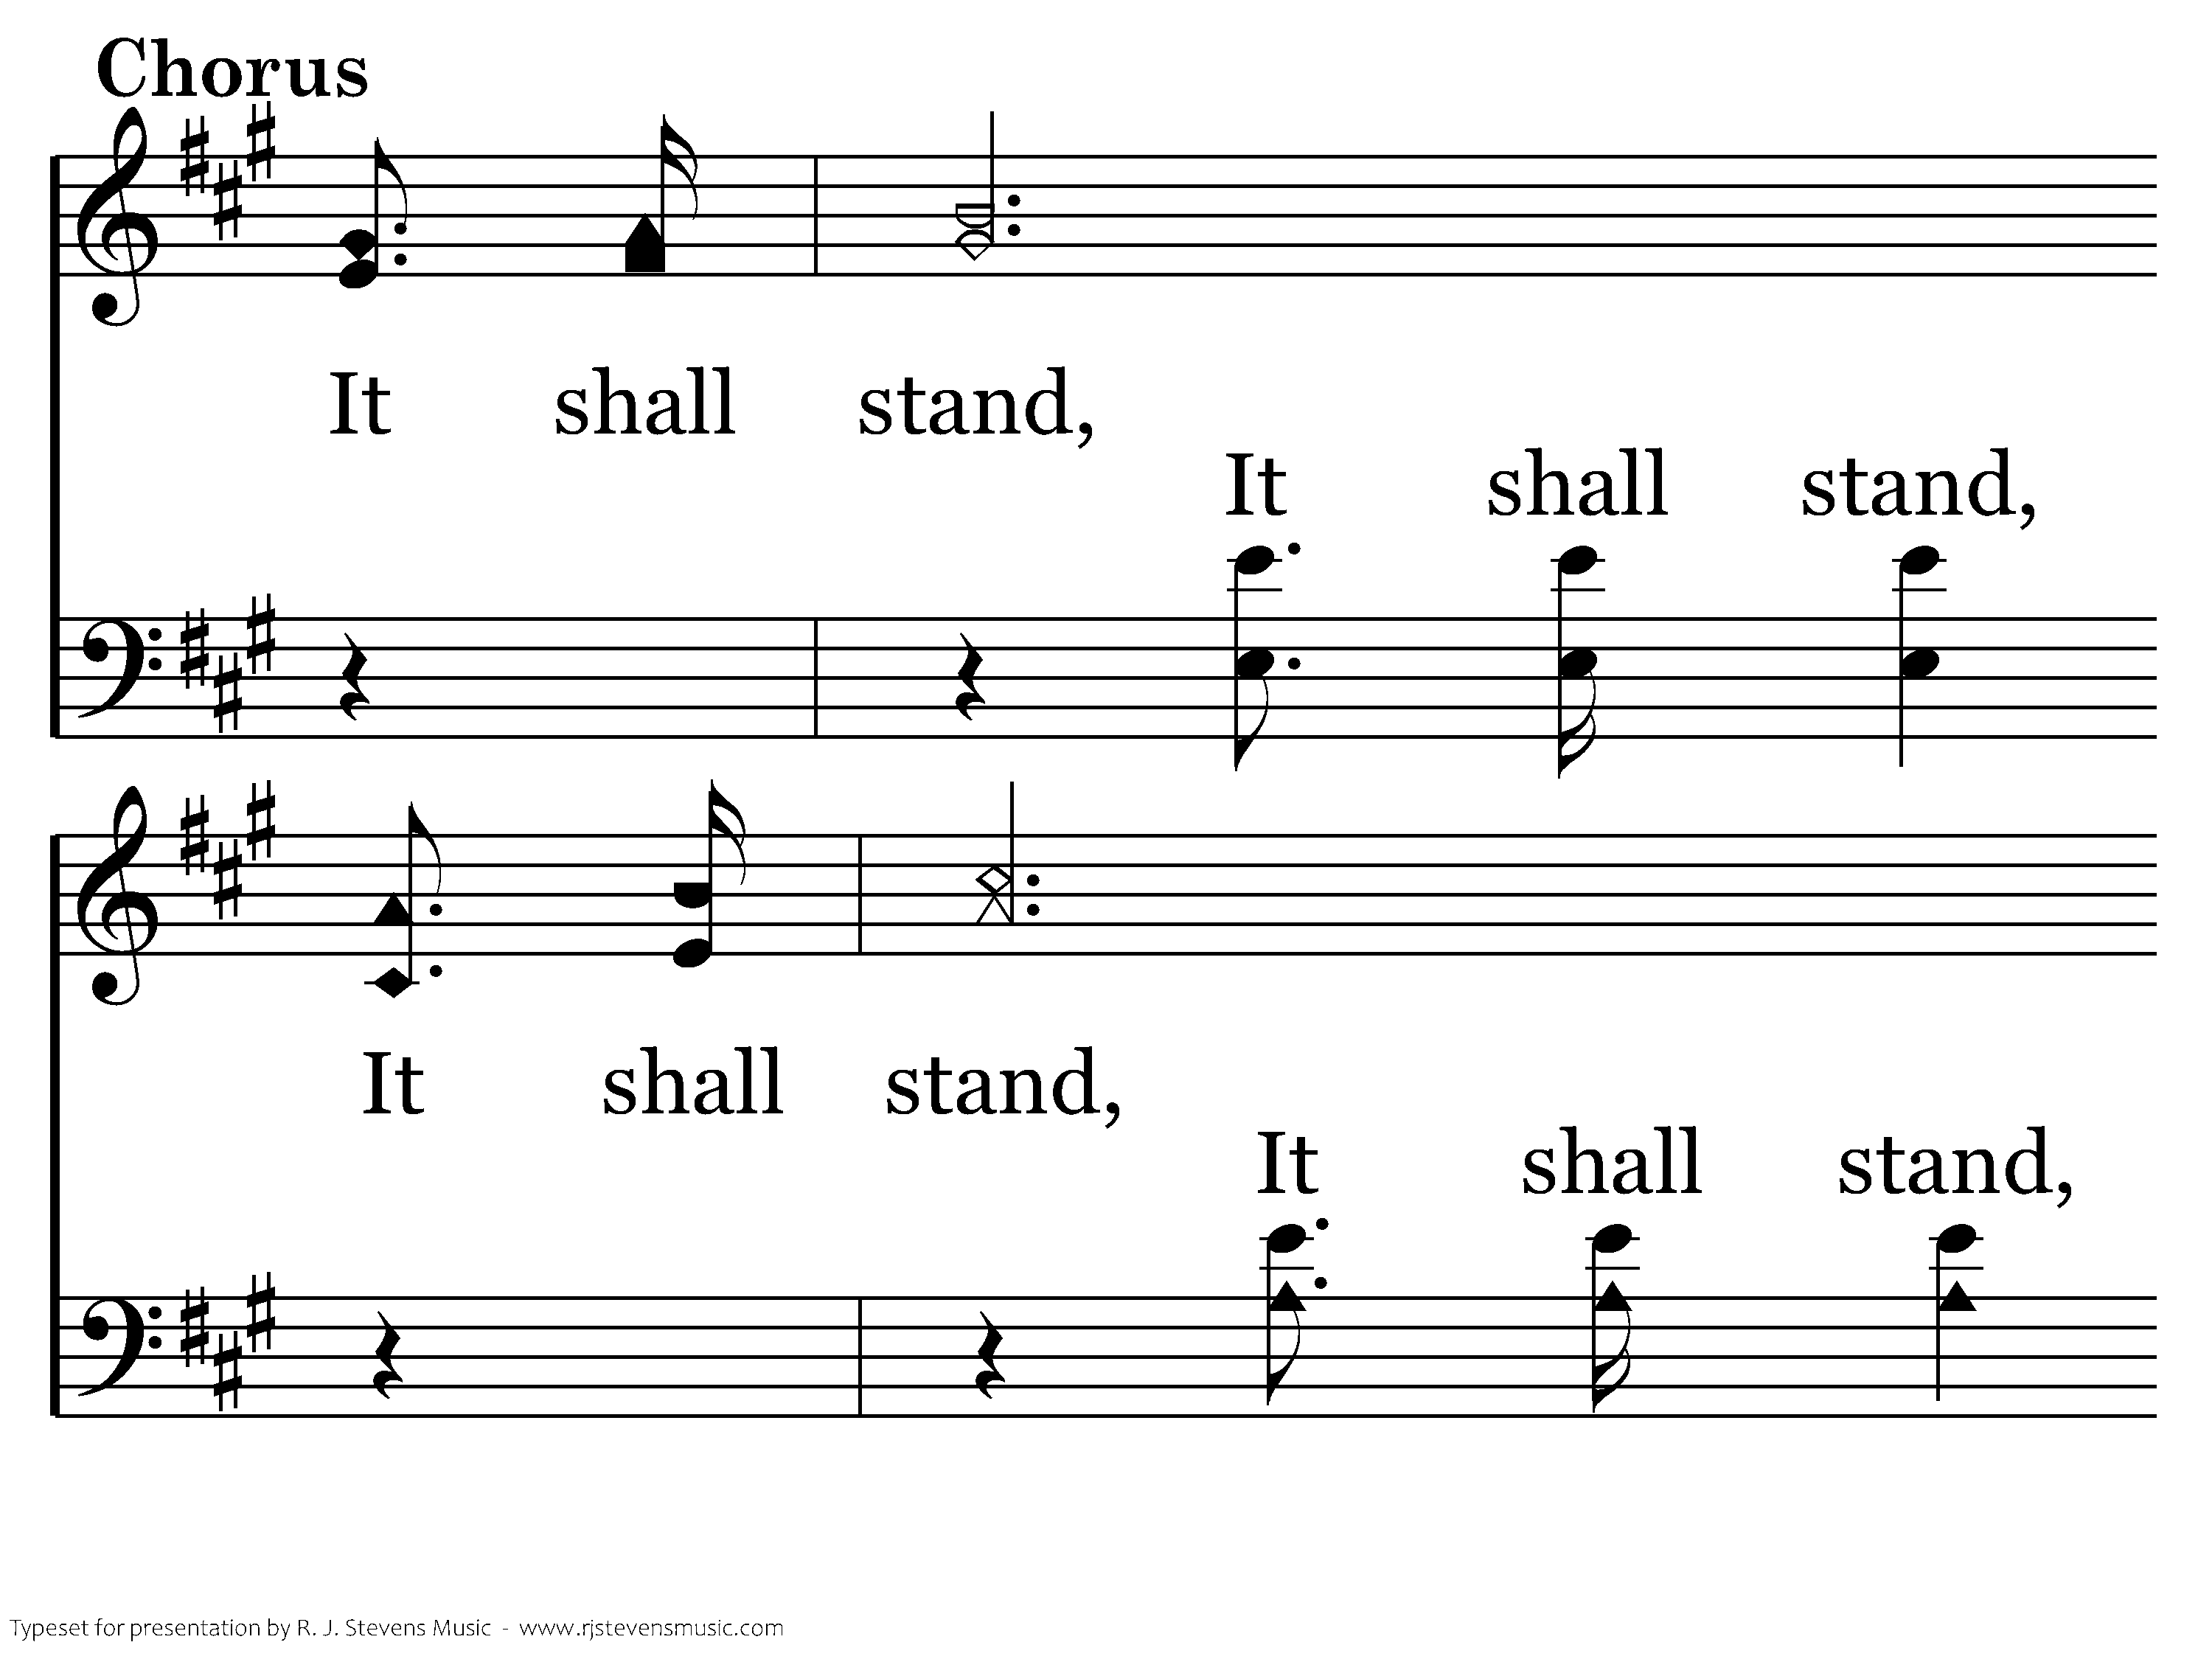 Chorus
It shall stand,
It shall stand,
It shall stand,
It shall stand,
Typeset for presentation by R. J. Stevens Music - www.rjstevensmusic.com